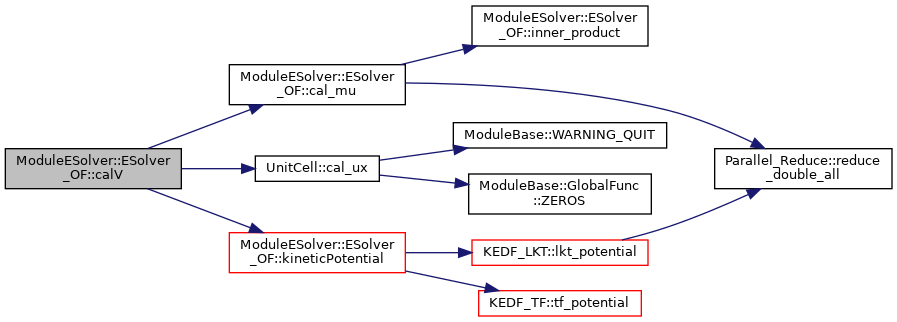 ModuleESolver::ESolver
_OF::calV
ModuleESolver::ESolver
_OF::cal_mu
ModuleESolver::ESolver
_OF::inner_product
UnitCell::cal_ux
ModuleBase::WARNING_QUIT
ModuleBase::GlobalFunc
::ZEROS
Parallel_Reduce::reduce
_double_all
ModuleESolver::ESolver
_OF::kineticPotential
KEDF_LKT::lkt_potential
KEDF_TF::tf_potential